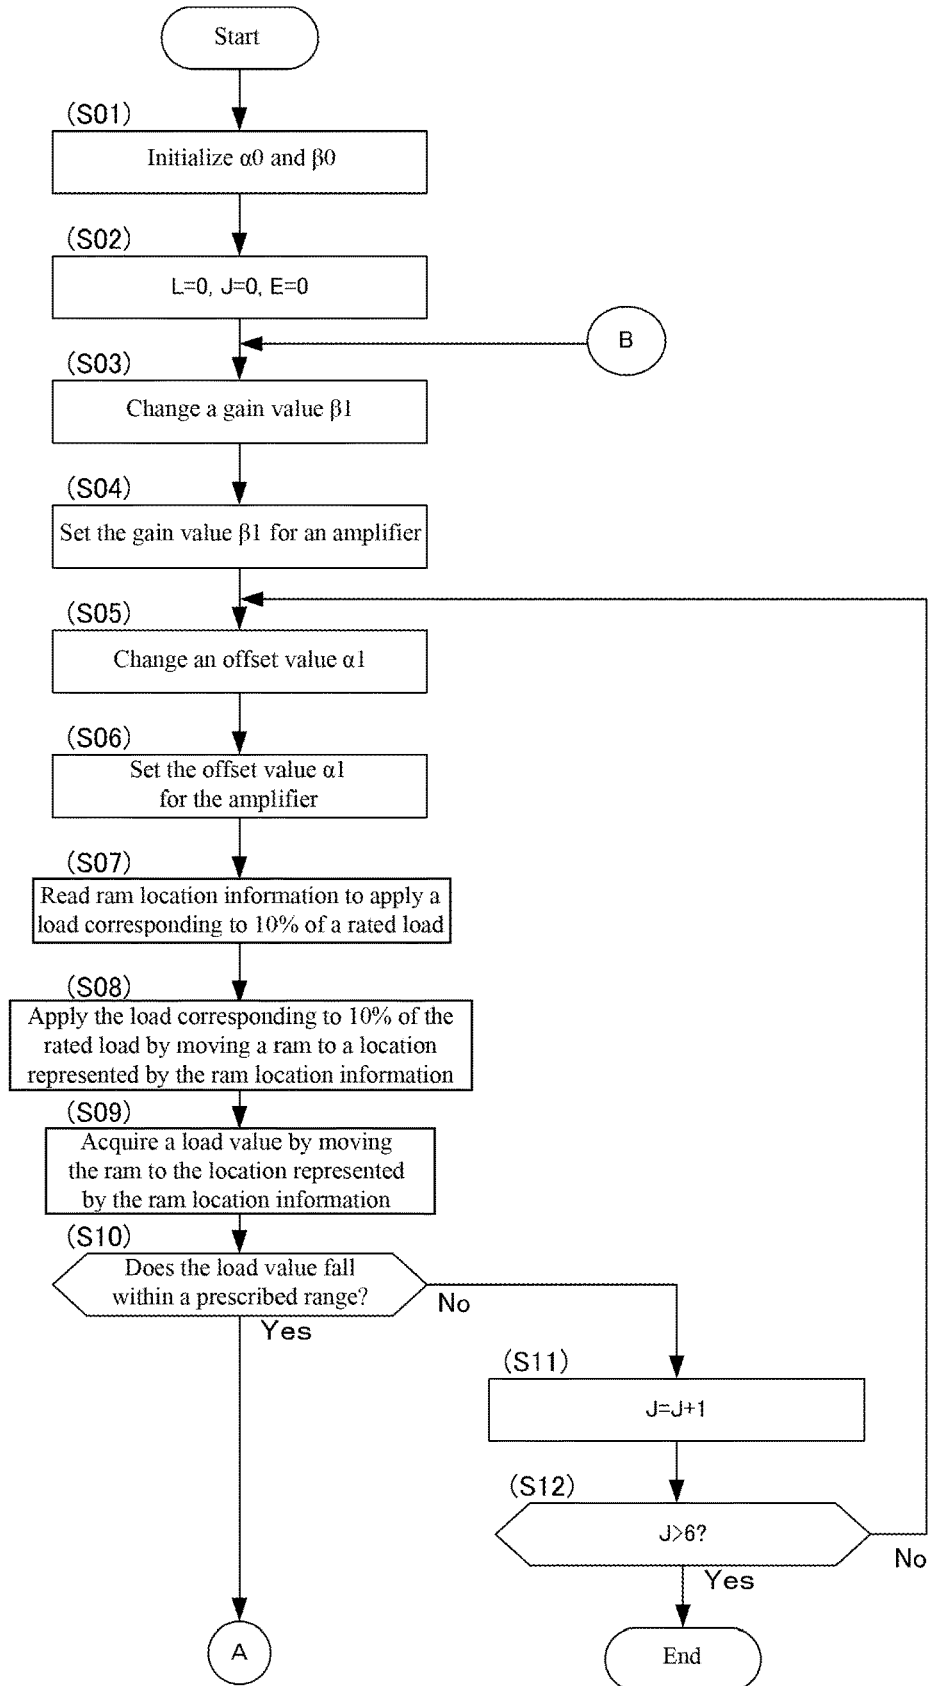 Start
(S01)
Initialize α0 and β0
(S02)
L=0, J=0, E=0
B
(S03)
Change a gain value β1
(S04)
Set the gain value β1 for an amplifier
(S05)
Change an offset value α1
(S06)
Set the offset value α1
for the amplifier
(S07)
Read ram location information to apply a
load corresponding to 10% of a rated load
(S08)
Apply the load corresponding to 10% of the
rated load by moving a ram to a location
represented by the ram location information
(S09)
Acquire a load value by moving
the ram to the location represented
by the ram location information
(S10)
Does the load value fall
within a prescribed range?
No
Yes
(S11)
J=J+1
(S12)
J>6?
No
Yes
A
End